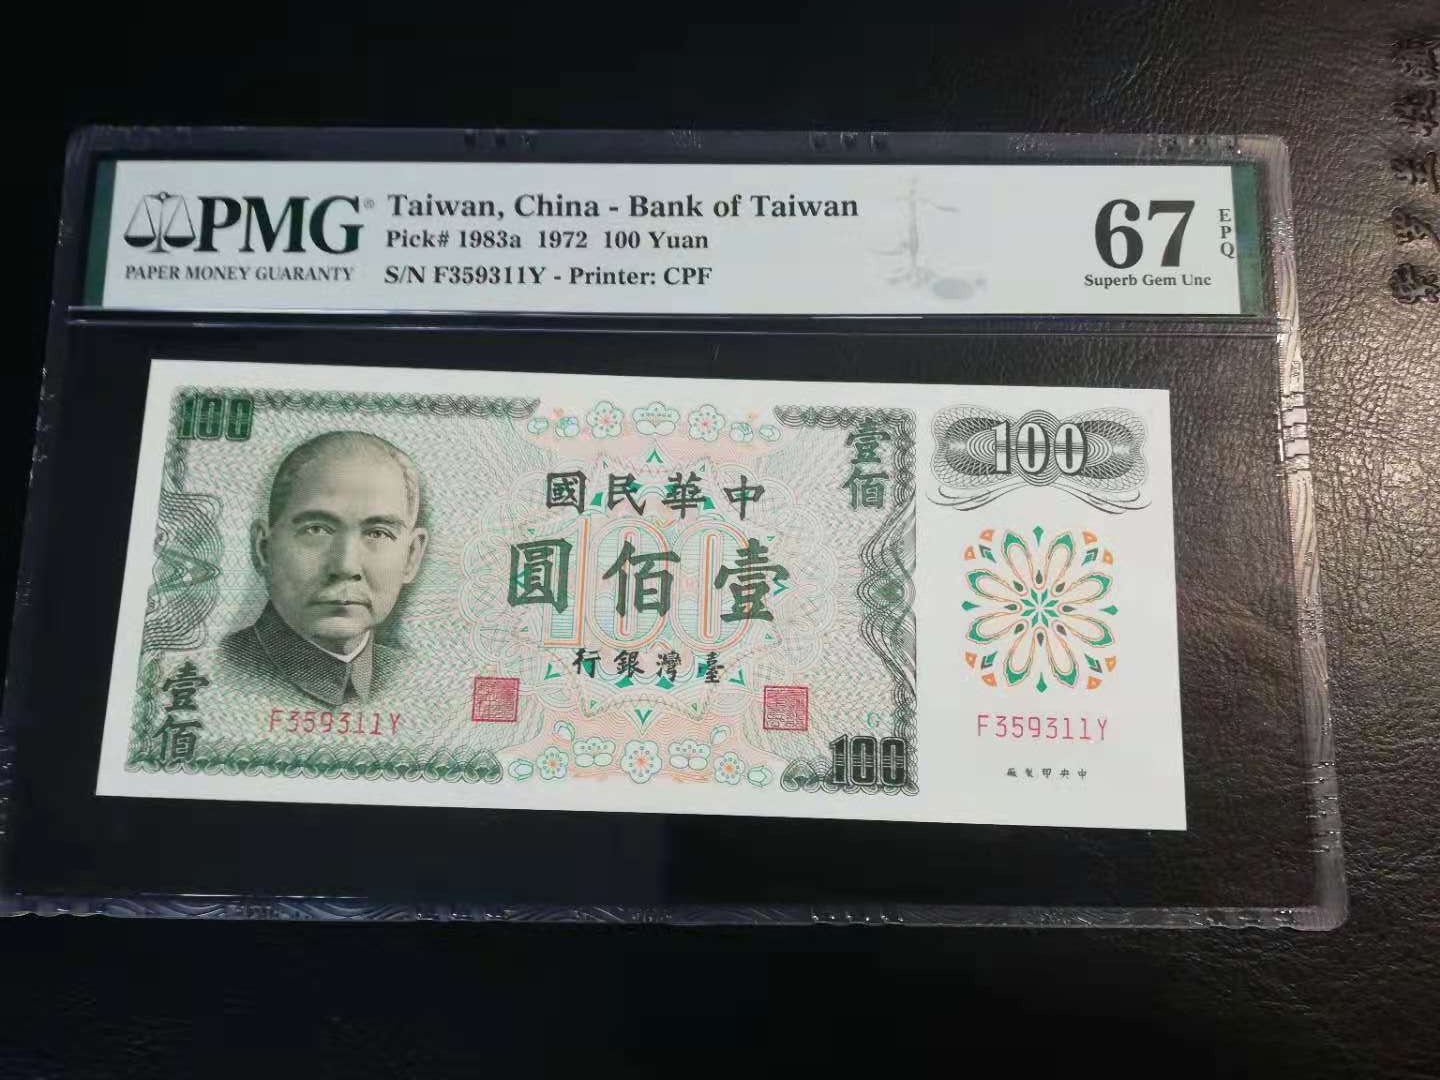 PMG®
PAPER MONEY GUARANTY
Taiwan, China - Bank of Taiwan
Pick# 1983a 1972 100 Yuan
S/N F359311Y - Printer: CPF
67
EPQ
Superb Gem Unc
100
壹佰
100
中華民國
100
壹佰圓
臺灣銀行
壹佰
F359311Y
G
100
F359311Y
中央印製廠